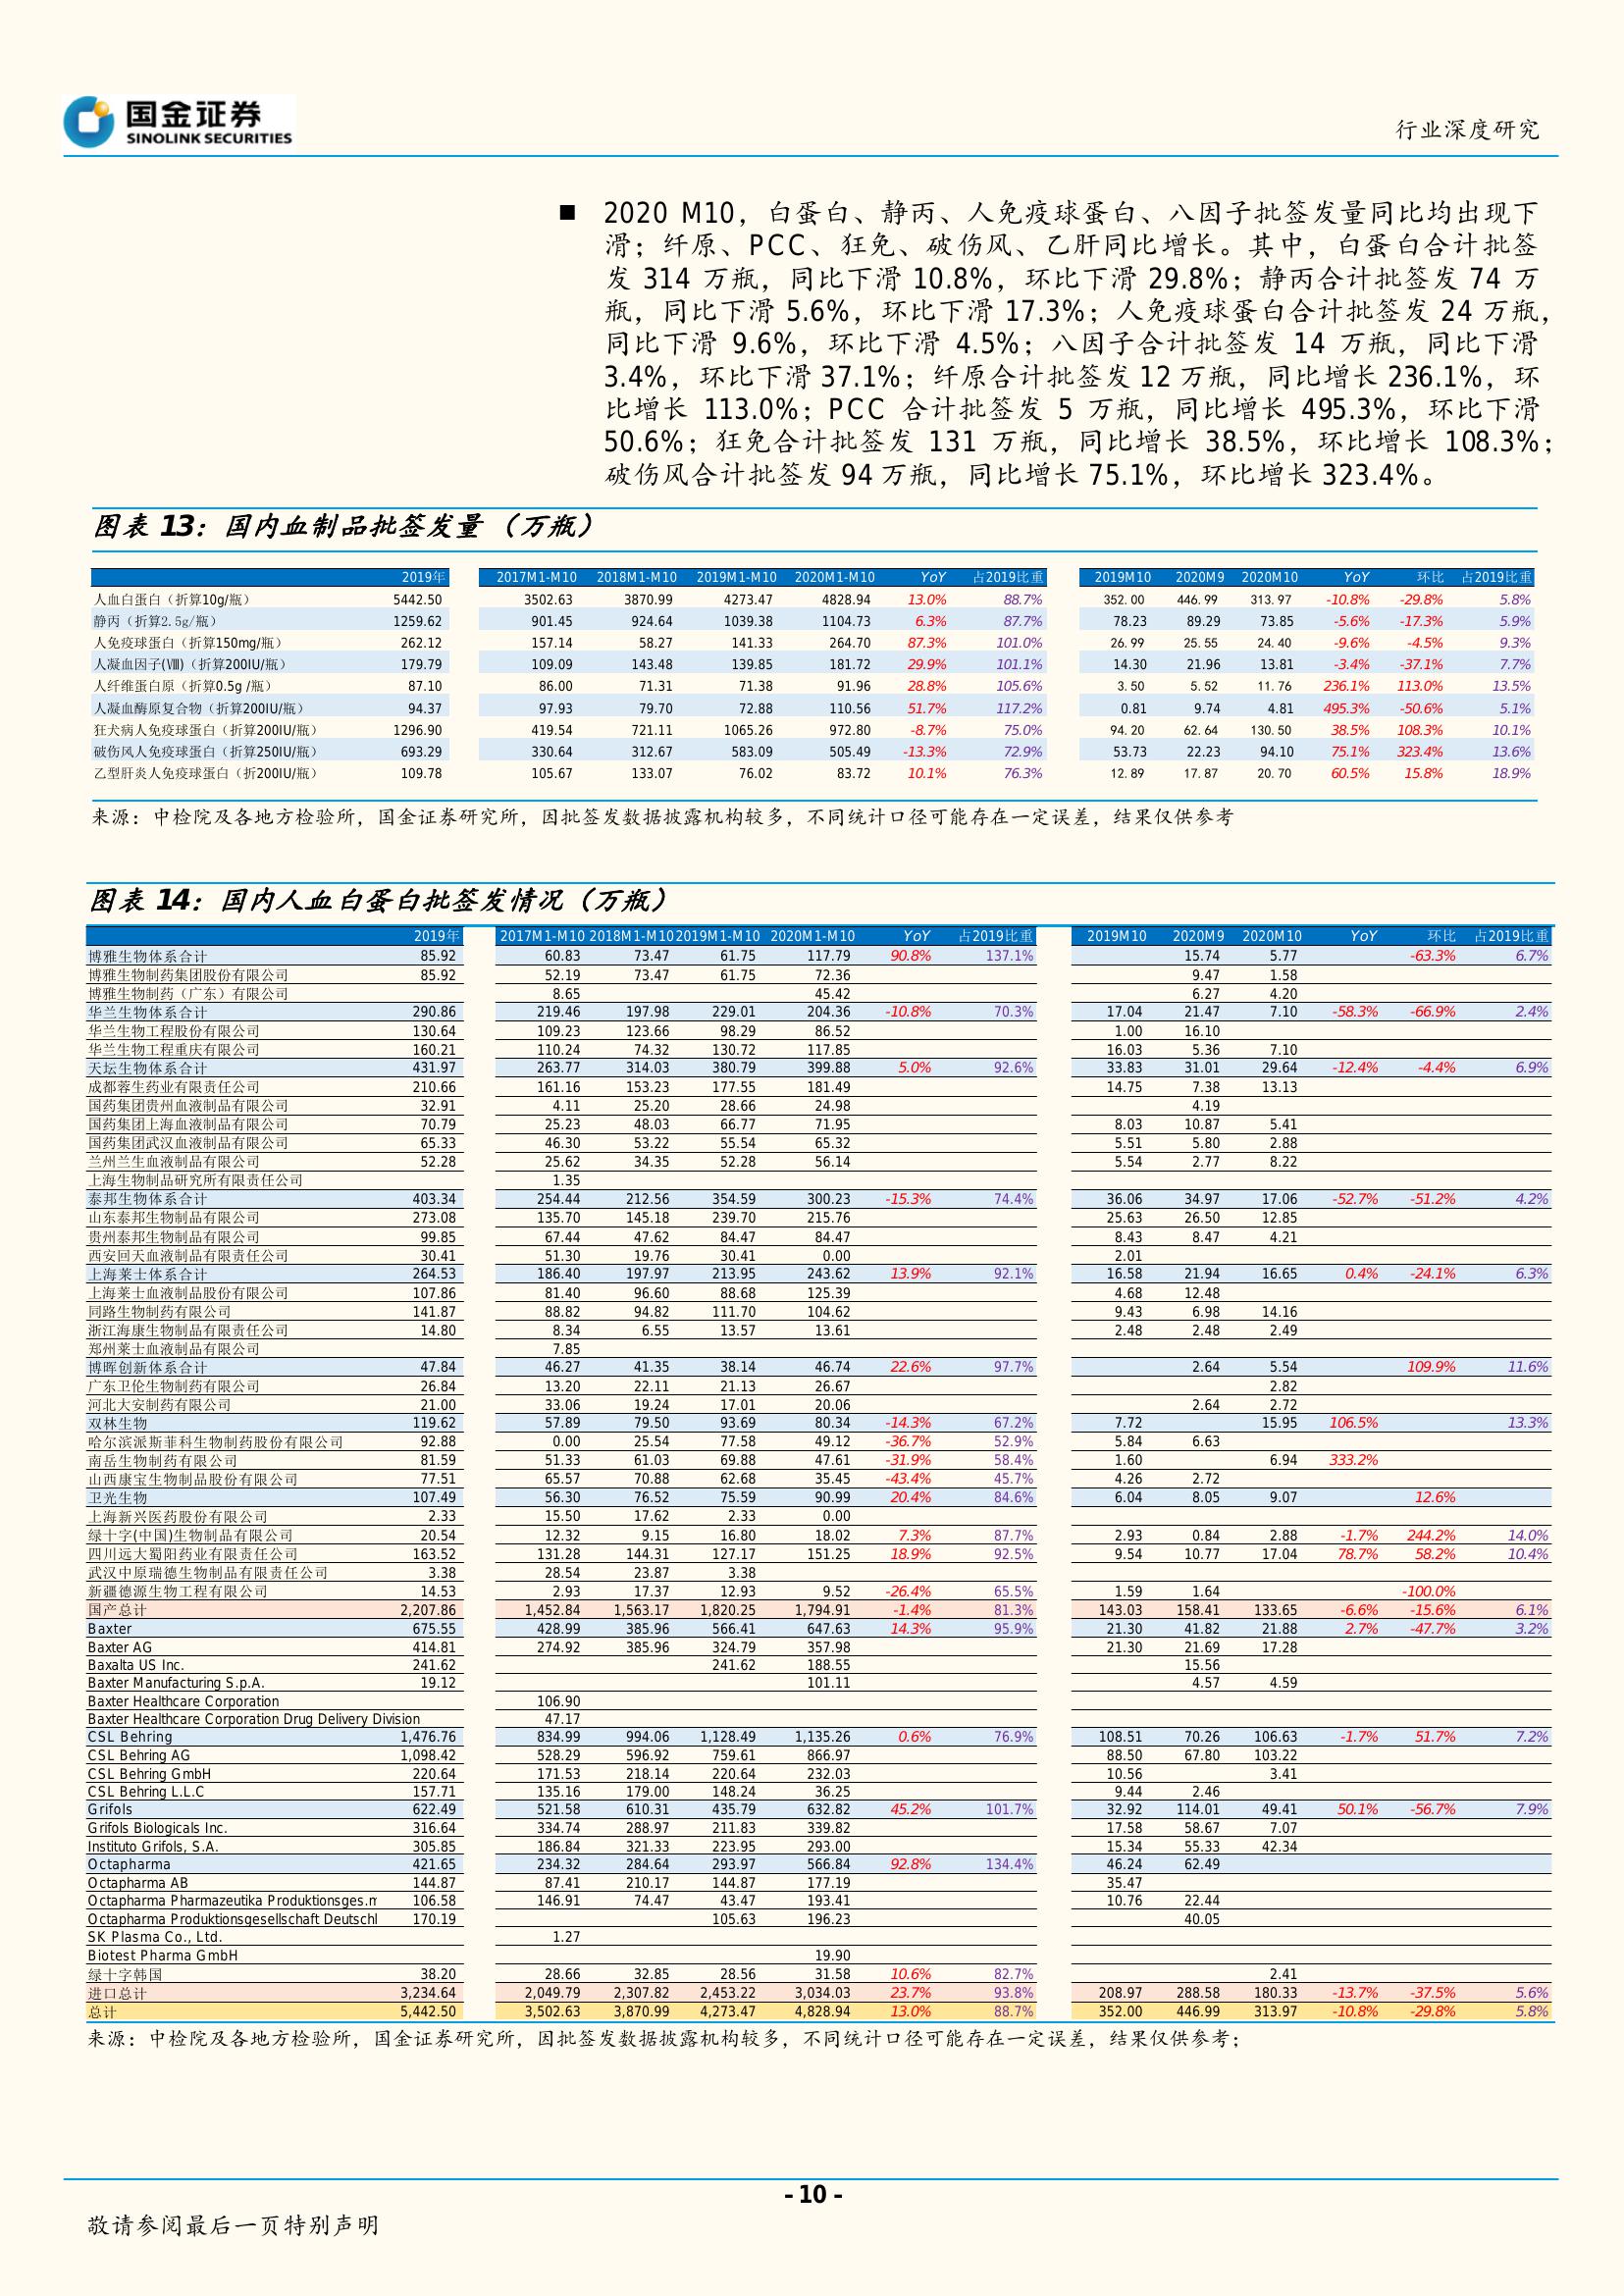 国金证券
SINOLINK SECURITIES
行业深度研究
■ 2020 M10，白蛋白、静丙、人免疫球蛋白、八因子批签发量同比均出现下
滑；纤原、PCC、狂免、破伤风、乙肝同比增长。其中，白蛋白合计批签
发 314 万瓶，同比下滑 10.8%，环比下滑 29.8%；静丙合计批签发 74 万
瓶，同比下滑 5.6%，环比下滑 17.3%；人免疫球蛋白合计批签发 24 万瓶，
同比下滑 9.6%，环比下滑 4.5%；八因子合计批签发 14 万瓶，同比下滑
3.4%，环比下滑 37.1%；纤原合计批签发 12 万瓶，同比增长 236.1%，环
比增长 113.0%；PCC 合计批签发 5 万瓶，同比增长 495.3%，环比下滑
50.6%；狂免合计批签发 131 万瓶，同比增长 38.5%，环比增长 108.3%；
破伤风合计批签发 94 万瓶，同比增长 75.1%，环比增长 323.4%。
图表 13：国内血制品批签发量（万瓶）
2019年 2017M1-M10 2018M1-M10 2019M1-M10 2020M1-M10 YoY 占2019比重 2019M10 2020M9 2020M10 YoY 环比 占2019比重
人血白蛋白（折算10g/瓶） 5442.50 3502.63 3870.99 4273.47 4828.94 13.0% 88.7% 352.00 446.99 313.97 -10.8% -29.8% 5.8%
静丙（折算2.5g/瓶） 1259.62 901.45 924.64 1039.38 1104.73 6.3% 87.7% 78.23 89.29 73.85 -5.6% -17.3% 5.9%
人免疫球蛋白（折算150mg/瓶） 262.12 157.14 58.27 141.33 264.70 87.3% 101.0% 26.99 25.55 24.40 -9.6% -4.5% 9.3%
人凝血因子(Ⅷ)（折算200IU/瓶） 179.79 109.09 143.48 139.85 181.72 29.9% 101.1% 14.30 21.96 13.81 -3.4% -37.1% 7.7%
人纤维蛋白原（折算0.5g /瓶） 87.10 86.00 71.31 71.38 91.96 28.8% 105.6% 3.50 5.52 11.76 236.1% 113.0% 13.5%
人凝血酶原复合物（折算200IU/瓶） 94.37 97.93 79.70 72.88 110.56 51.7% 117.2% 0.81 9.74 4.81 495.3% -50.6% 5.1%
狂犬病人免疫球蛋白（折算200IU/瓶） 1296.90 419.54 721.11 1065.26 972.80 -8.7% 75.0% 94.20 62.64 130.50 38.5% 108.3% 10.1%
破伤风人免疫球蛋白（折算250IU/瓶） 693.29 330.64 312.67 583.09 505.49 -13.3% 72.9% 53.73 22.23 94.10 75.1% 323.4% 13.6%
乙型肝炎人免疫球蛋白（折200IU/瓶） 109.78 105.67 133.07 76.02 83.72 10.1% 76.3% 12.89 17.87 20.70 60.5% 15.8% 18.9%
来源：中检院及各地方检验所，国金证券研究所，因批签发数据披露机构较多，不同统计口径可能存在一定误差，结果仅供参考
图表 14：国内人血白蛋白批签发情况（万瓶）
2019年 2017M1-M10 2018M1-M10 2019M1-M10 2020M1-M10 YoY 占2019比重 2019M10 2020M9 2020M10 YoY 环比 占2019比重
博雅生物体系合计 85.92 60.83 73.47 61.75 117.79 90.8% 137.1% 15.74 5.77 -63.3% 6.7%
博雅生物制药集团股份有限公司 85.92 52.19 73.47 61.75 72.36 9.47 1.58
博雅生物制药（广东）有限公司 8.65 45.42 6.27 4.20
华兰生物体系合计 290.86 219.46 197.98 229.01 204.36 -10.8% 70.3% 17.04 21.47 7.10 -58.3% -66.9% 2.4%
华兰生物工程股份有限公司 130.64 109.23 123.66 98.29 86.52 1.00 16.10
华兰生物工程重庆有限公司 160.21 110.24 74.32 130.72 117.85 16.03 5.36 7.10
天坛生物体系合计 431.97 263.77 314.03 380.79 399.88 5.0% 92.6% 33.83 31.01 29.64 -12.4% -4.4% 6.9%
成都蓉生药业有限责任公司 210.66 161.16 153.23 177.55 181.49 14.75 7.38 13.13
国药集团贵州血液制品有限公司 32.91 4.11 25.20 28.66 24.98 4.19
国药集团上海血液制品有限公司 70.79 25.23 48.03 66.77 71.95 8.03 10.87 5.41
国药集团武汉血液制品有限公司 65.33 46.30 53.22 55.54 65.32 5.51 5.80 2.88
兰州兰生血液制品有限公司 52.28 25.62 34.35 52.28 56.14 5.54 2.77 8.22
上海生物制品研究所有限责任公司 1.35
泰邦生物体系合计 403.34 254.44 212.56 354.59 300.23 -15.3% 74.4% 36.06 34.97 17.06 -52.7% -51.2% 4.2%
山东泰邦生物制品有限公司 273.08 135.70 145.18 239.70 215.76 25.63 26.50 12.85
贵州泰邦生物制品有限公司 99.85 67.44 47.62 84.47 84.47 8.43 8.47 4.21
西安回天血液制品有限责任公司 30.41 51.30 19.76 30.41 0.00 2.01
上海莱士体系合计 264.53 186.40 197.97 213.95 243.62 13.9% 92.1% 16.58 21.94 16.65 0.4% -24.1% 6.3%
上海莱士血液制品股份有限公司 107.86 81.40 96.60 88.68 125.39 4.68 12.48
同路生物制药有限公司 141.87 88.82 94.82 111.70 104.62 9.43 6.98 14.16
浙江海康生物制品有限责任公司 14.80 8.34 6.55 13.57 13.61 2.48 2.48 2.49
郑州莱士血液制品有限公司 7.85
博晖创新体系合计 47.84 46.27 41.35 38.14 46.74 22.6% 97.7% 2.64 5.54 109.9% 11.6%
广东卫伦生物制药有限公司 26.84 13.20 22.11 21.13 26.67 2.82
河北大安制药有限公司 21.00 33.06 19.24 17.01 20.06 2.64 2.72
双林生物 119.62 57.89 79.50 93.69 80.34 -14.3% 67.2% 7.72 15.95 106.5% 13.3%
哈尔滨派斯菲科生物制药股份有限公司 92.88 0.00 25.54 77.58 49.12 -36.7% 52.9% 5.84 6.63
南岳生物制药有限公司 81.59 51.33 61.03 69.88 47.61 -31.9% 58.4% 1.60 6.94 333.2%
山西康宝生物制品股份有限公司 77.51 65.57 70.88 62.68 35.45 -43.4% 45.7% 4.26 2.72
卫光生物 107.49 56.30 76.52 75.59 90.99 20.4% 84.6% 6.04 8.05 9.07 12.6%
上海新兴医药股份有限公司 2.33 15.50 17.62 2.33 0.00
绿十字(中国)生物制品有限公司 20.54 12.32 9.15 16.80 18.02 7.3% 87.7% 2.93 0.84 2.88 -1.7% 244.2% 14.0%
四川远大蜀阳药业有限责任公司 163.52 131.28 144.31 127.17 151.25 18.9% 92.5% 9.54 10.77 17.04 78.7% 58.2% 10.4%
武汉中原瑞德生物制品有限责任公司 3.38 28.54 23.87 3.38
新疆德源生物工程有限公司 14.53 2.93 17.37 12.93 9.52 -26.4% 65.5% 1.59 1.64 -100.0%
国产总计 2,207.86 1,452.84 1,563.17 1,820.25 1,794.91 -1.4% 81.3% 143.03 158.41 133.65 -6.6% -15.6% 6.1%
Baxter 675.55 428.99 385.96 566.41 647.63 14.3% 95.9% 21.30 41.82 21.88 2.7% -47.7% 3.2%
Baxter AG 414.81 274.92 385.96 324.79 357.98 21.30 21.69 17.28
Baxalta US Inc. 241.62 241.62 188.55 15.56
Baxter Manufacturing S.p.A. 19.12 101.11 4.57 4.59
Baxter Healthcare Corporation 106.90
Baxter Healthcare Corporation Drug Delivery Division 47.17
CSL Behring 1,476.76 834.99 994.06 1,128.49 1,135.26 0.6% 76.9% 108.51 70.26 106.63 -1.7% 51.7% 7.2%
CSL Behring AG 1,098.42 528.29 596.92 759.61 866.97 88.50 67.80 103.22
CSL Behring GmbH 220.64 171.53 218.14 220.64 232.03 10.56 3.41
CSL Behring L.L.C 157.71 135.16 179.00 148.24 36.25 9.44 2.46
Grifols 622.49 521.58 610.31 435.79 632.82 45.2% 101.7% 32.92 114.01 49.41 50.1% -56.7% 7.9%
Grifols Biologicals Inc. 316.64 334.74 288.97 211.83 339.82 17.58 58.67 7.07
Instituto Grifols, S.A. 305.85 186.84 321.33 223.95 293.00 15.34 55.33 42.34
Octapharma 421.65 234.32 284.64 293.97 566.84 92.8% 134.4% 46.24 62.49
Octapharma AB 144.87 87.41 210.17 144.87 177.19 35.47
Octapharma Pharmazeutika Produktionsges.m 106.58 146.91 74.47 43.47 193.41 10.76 22.44
Octapharma Produktionsgesellschaft Deutschl 170.19 105.63 196.23 40.05
SK Plasma Co., Ltd. 1.27
Biotest Pharma GmbH 19.90
绿十字韩国 38.20 28.66 32.85 28.56 31.58 10.6% 82.7% 2.41
进口总计 3,234.64 2,049.79 2,307.82 2,453.22 3,034.03 23.7% 93.8% 208.97 288.58 180.33 -13.7% -37.5% 5.6%
总计 5,442.50 3,502.63 3,870.99 4,273.47 4,828.94 13.0% 88.7% 352.00 446.99 313.97 -10.8% -29.8% 5.8%
来源：中检院及各地方检验所，国金证券研究所，因批签发数据披露机构较多，不同统计口径可能存在一定误差，结果仅供参考；
- 10 -
敬请参阅最后一页特别声明